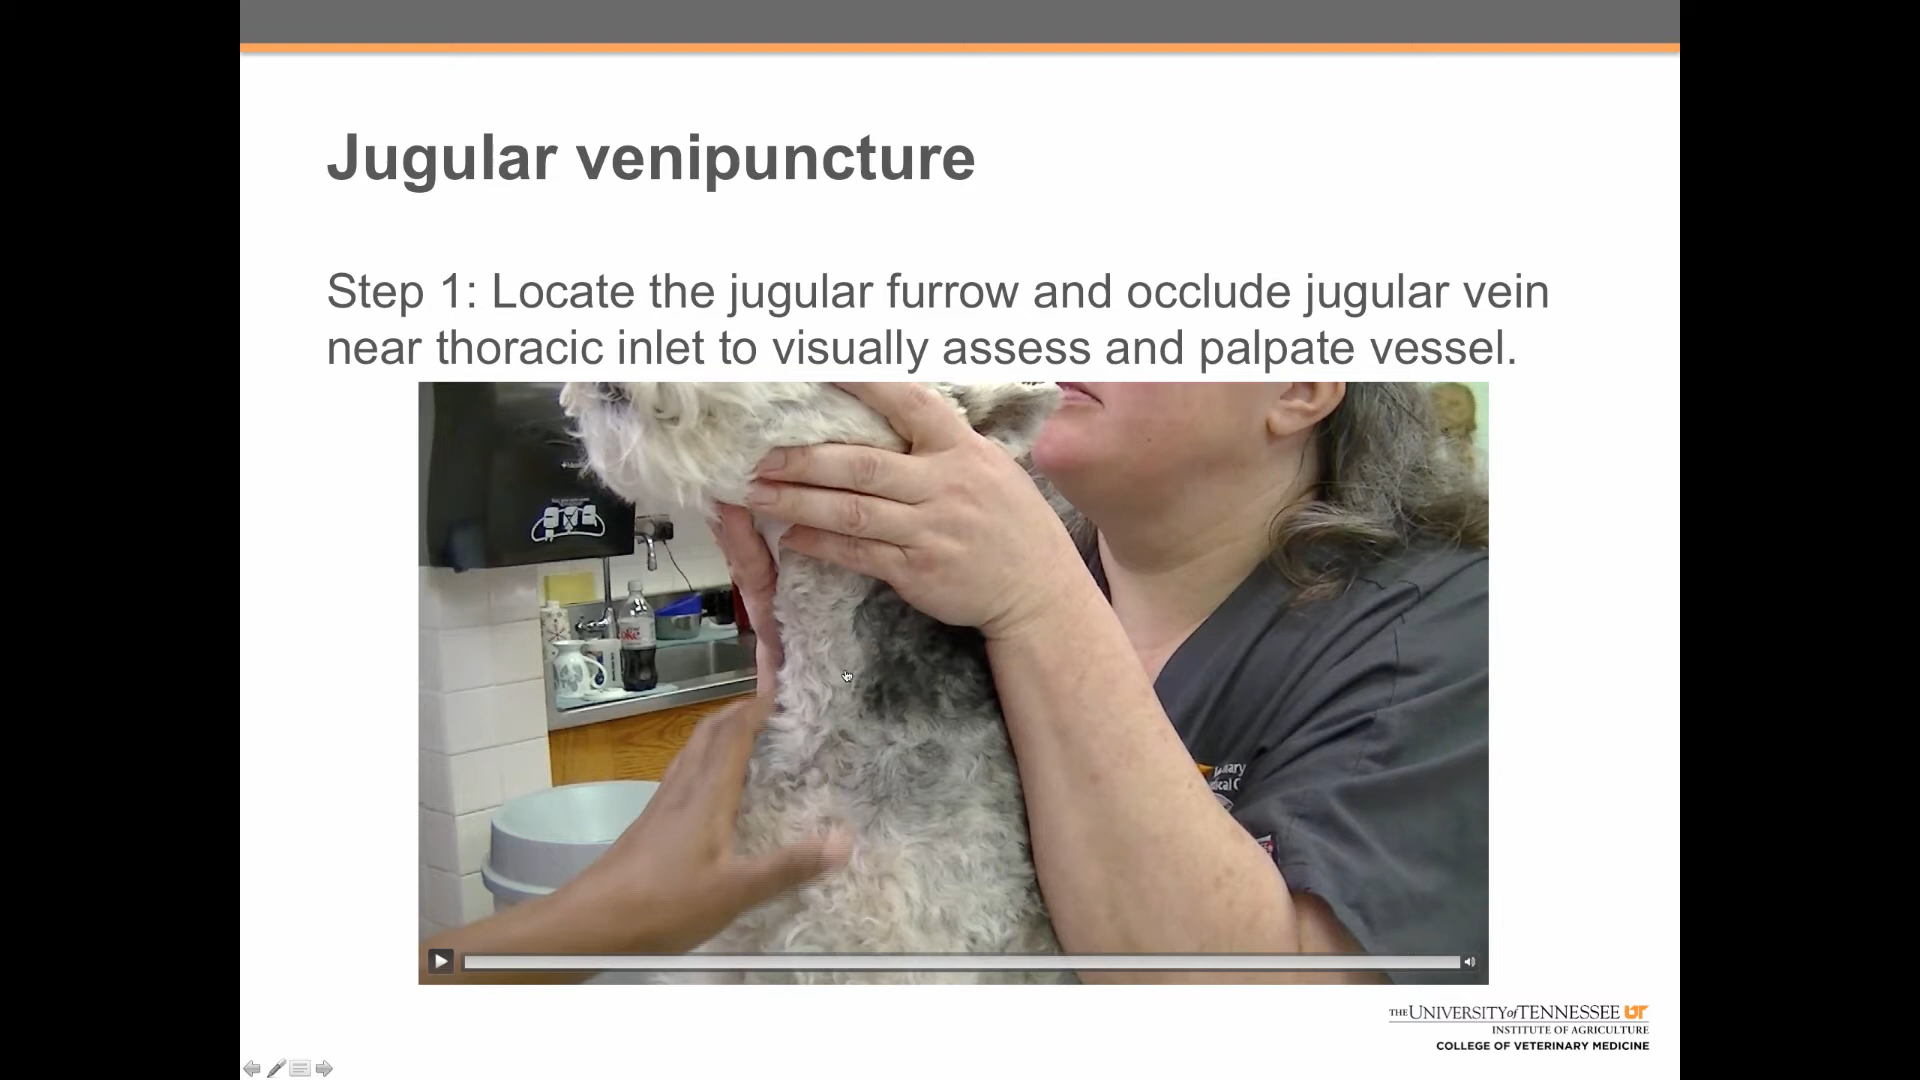 Jugular venipuncture
Step 1: Locate the jugular furrow and occlude jugular vein
near thoracic inlet to visually assess and palpate vessel.
coke
THE UNIVERSITY of TENNESSEE UT
INSTITUTE OF AGRICULTURE
COLLEGE OF VETERINARY MEDICINE